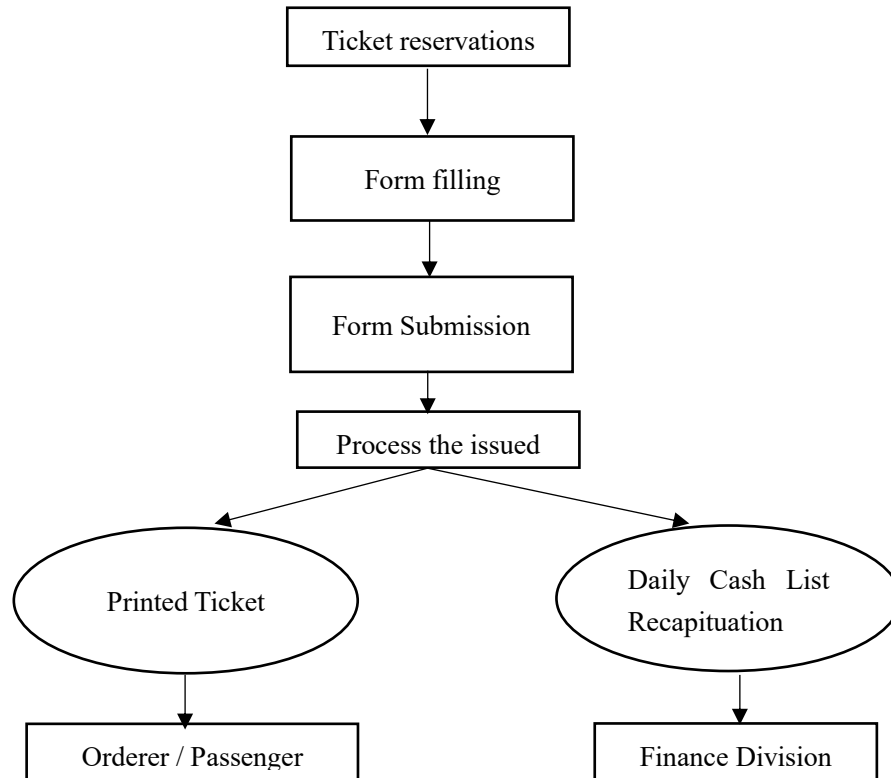 Ticket reservations
Form filling
Form Submission
Process the issued
Printed Ticket
Daily Cash List
Recapituation
Orderer / Passenger
Finance Division